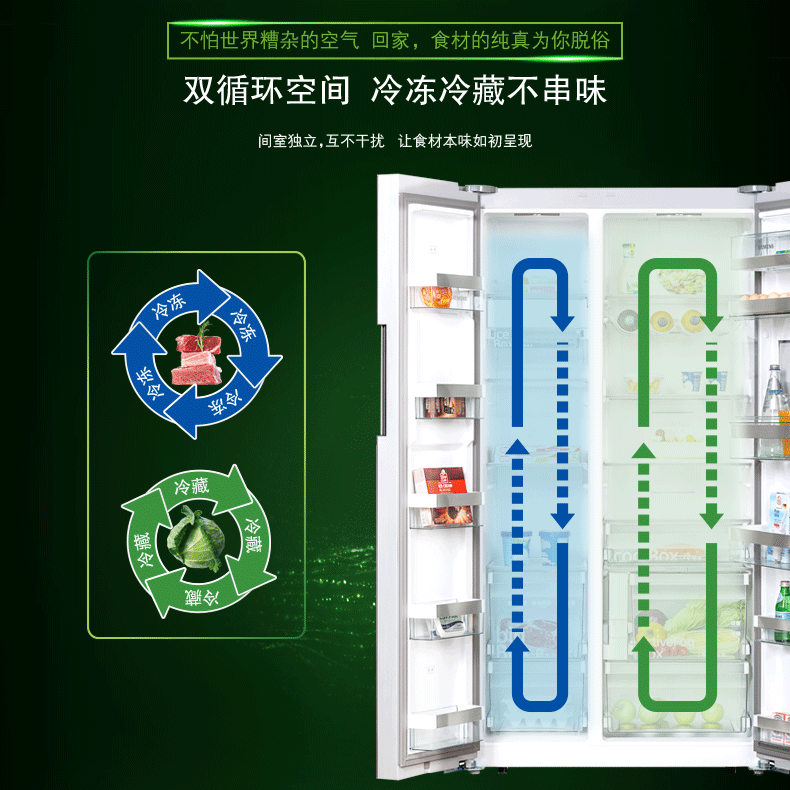 不怕世界糟杂的空气 回家，食材的纯真为你脱俗
双循环空间 冷冻冷藏不串味
间室独立,互不干扰 让食材本味如初呈现
冷冻
冷冻
冷冻
冷冻
冷藏
冷藏
冷藏
冷藏
SIEMENS